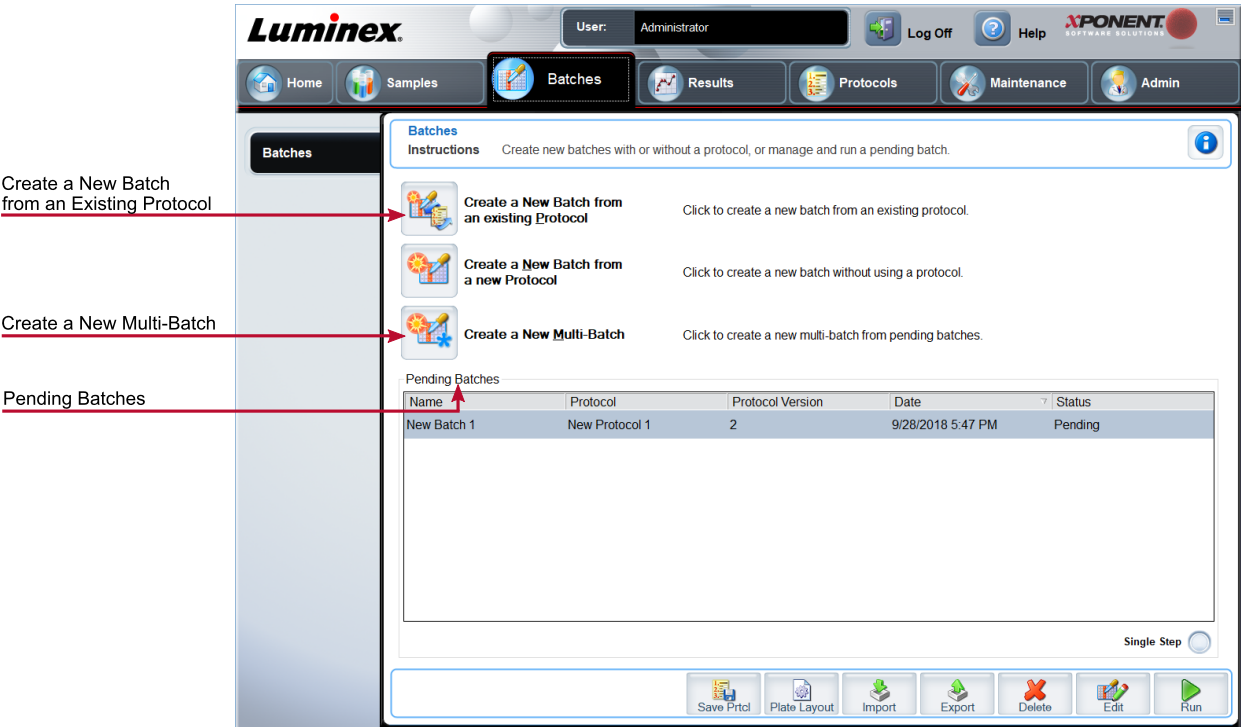 Luminex.
User: Administrator
Log Off
Help
XPONENT.
SOFTWARE SOLUTIONS
Home
Samples
Batches
Results
Protocols
Maintenance
Admin
Batches
Batches
Instructions Create new batches with or without a protocol, or manage and run a pending batch.
Create a New Batch
from an Existing Protocol
Create a New Batch from
an existing Protocol
Click to create a new batch from an existing protocol.
Create a New Batch from
a new Protocol
Click to create a new batch without using a protocol.
Create a New Multi-Batch
Create a New Multi-Batch
Click to create a new multi-batch from pending batches.
Pending Batches
Pending Batches
Name Protocol Protocol Version Date Status
New Batch 1 New Protocol 1 2 9/28/2018 5:47 PM Pending
Single Step
Save Prtcl
Plate Layout
Import
Export
Delete
Edit
Run